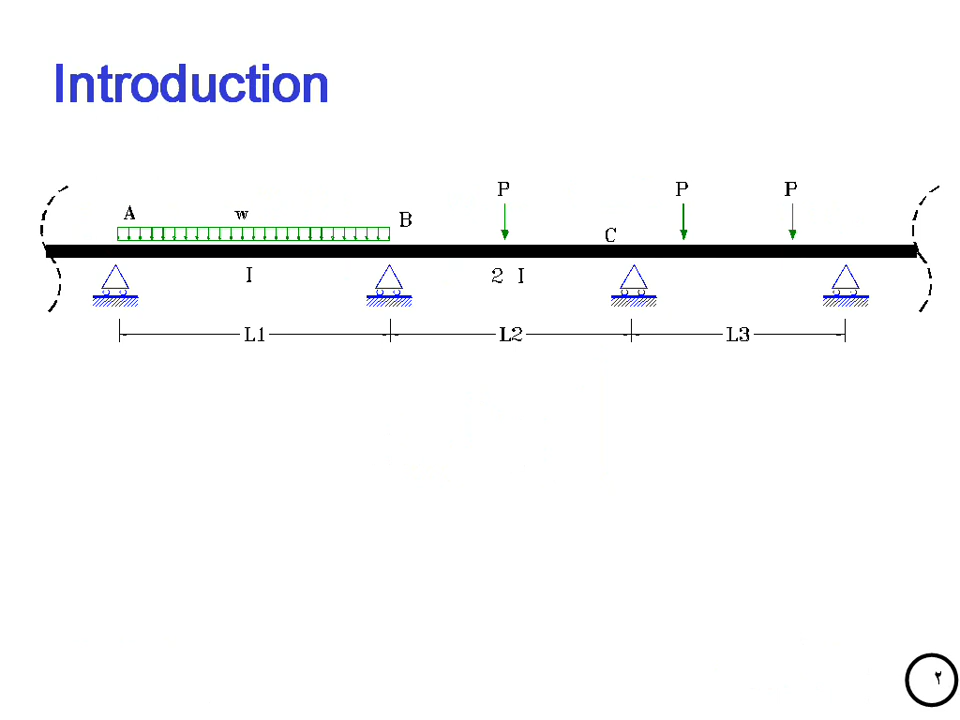 Introduction
P P P
A w B
C
I 2 I
L1 L2 L3
٢